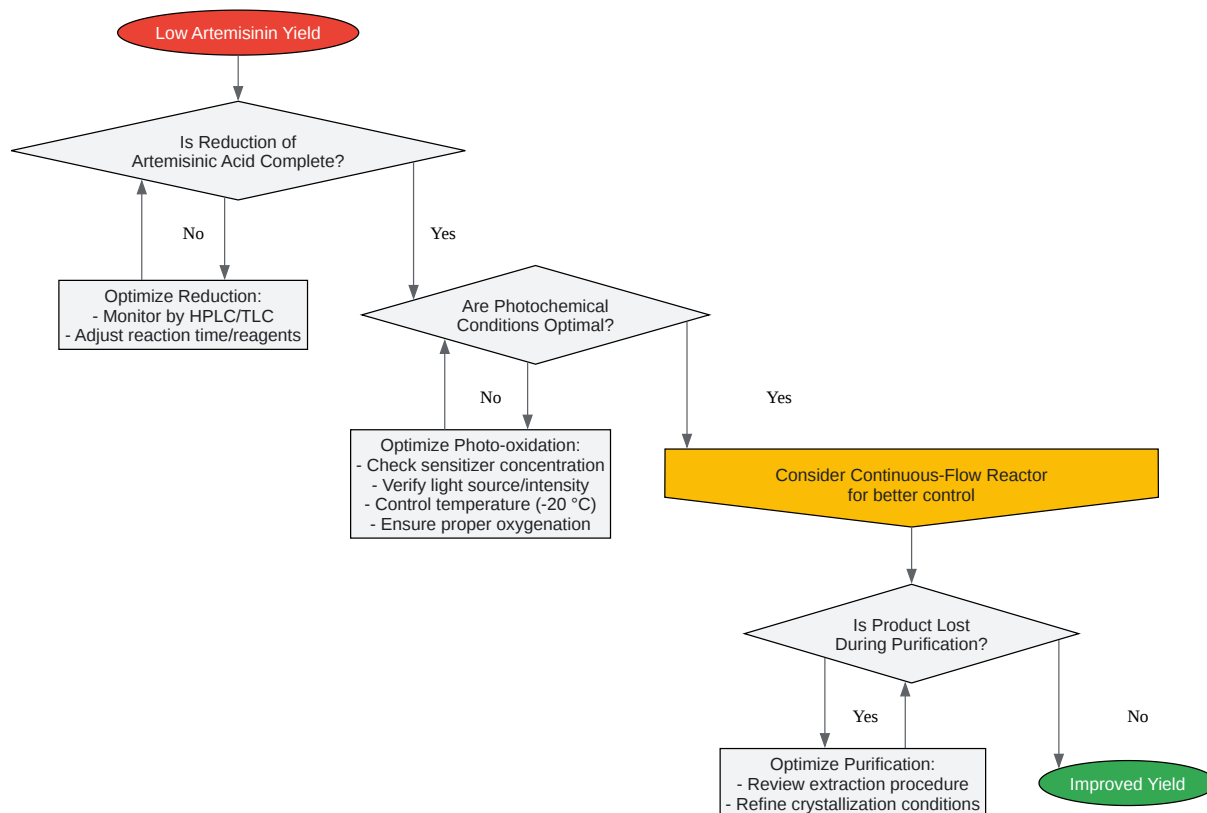 Low Artemisinin Yield
Is Reduction of
Artemisinic Acid Complete?
No
Yes
Optimize Reduction:
- Monitor by HPLC/TLC
- Adjust reaction time/reagents
Are Photochemical
Conditions Optimal?
No
Yes
Optimize Photo-oxidation:
- Check sensitizer concentration
- Verify light source/intensity
- Control temperature (-20 °C)
- Ensure proper oxygenation
Consider Continuous-Flow Reactor
for better control
Is Product Lost
During Purification?
Yes
No
Optimize Purification:
- Review extraction procedure
- Refine crystallization conditions
Improved Yield